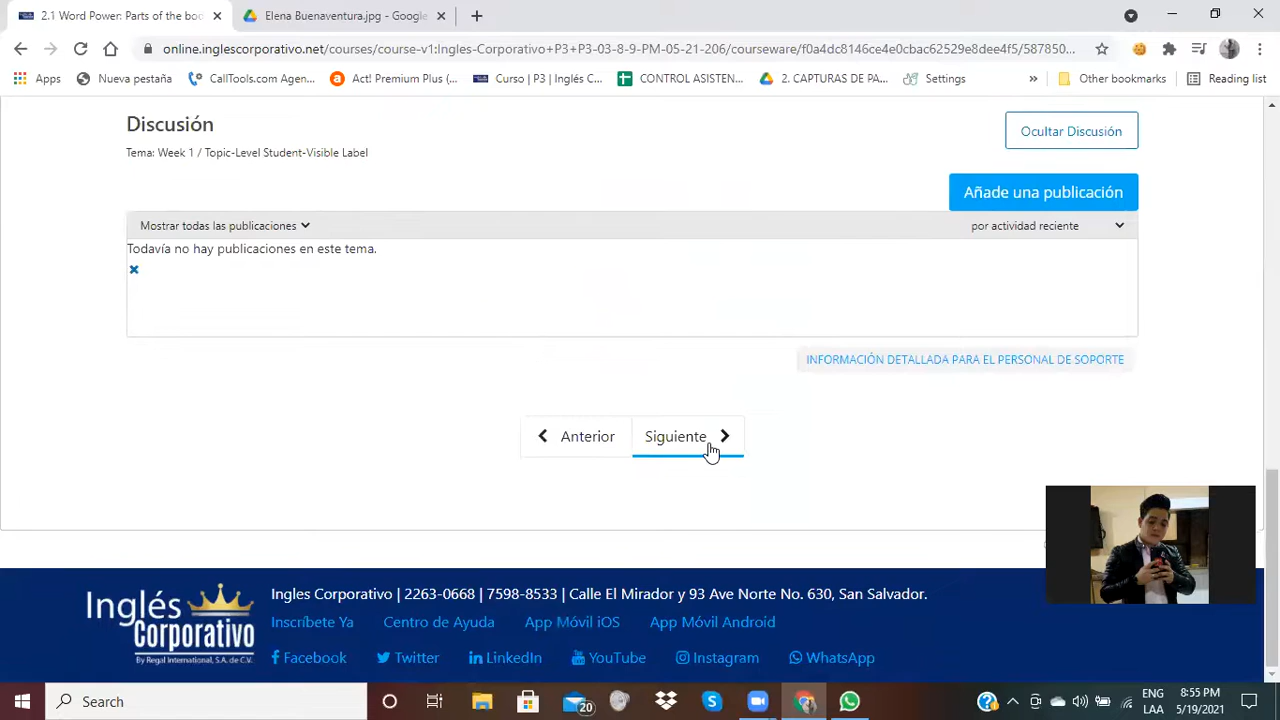 2.1 Word Power: Parts of the bo
Elena Buenaventura.jpg - Google
online.inglescorporativo.net/courses/course-v1:Ingles-Corporativo+P3+P3-03-8-9-PM-05-21-206/courseware/f0a4dc8146ce4e0cbac62529e8dee4f5/587850...
Apps
Nueva pestaña
CallTools.com Agen...
Act! Premium Plus (...
Curso | P3 | Inglés C...
CONTROL ASISTEN...
2. CAPTURAS DE PA...
Settings
»
Other bookmarks
Reading list
Discusión
Ocultar Discusión
Tema: Week 1 / Topic-Level Student-Visible Label
Añade una publicación
Mostrar todas las publicaciones
por actividad reciente
Todavía no hay publicaciones en este tema.
INFORMACIÓN DETALLADA PARA EL PERSONAL DE SOPORTE
Anterior
Siguiente
Inglés
Corporativo
By Regal International, S.A. de C.V.
Ingles Corporativo | 2263-0668 | 7598-8533 | Calle El Mirador y 93 Ave Norte No. 630, San Salvador.
Inscríbete Ya
Centro de Ayuda
App Móvil iOS
App Móvil Android
Facebook
Twitter
LinkedIn
YouTube
Instagram
WhatsApp
Search
20
ENG
LAA
8:55 PM
5/19/2021